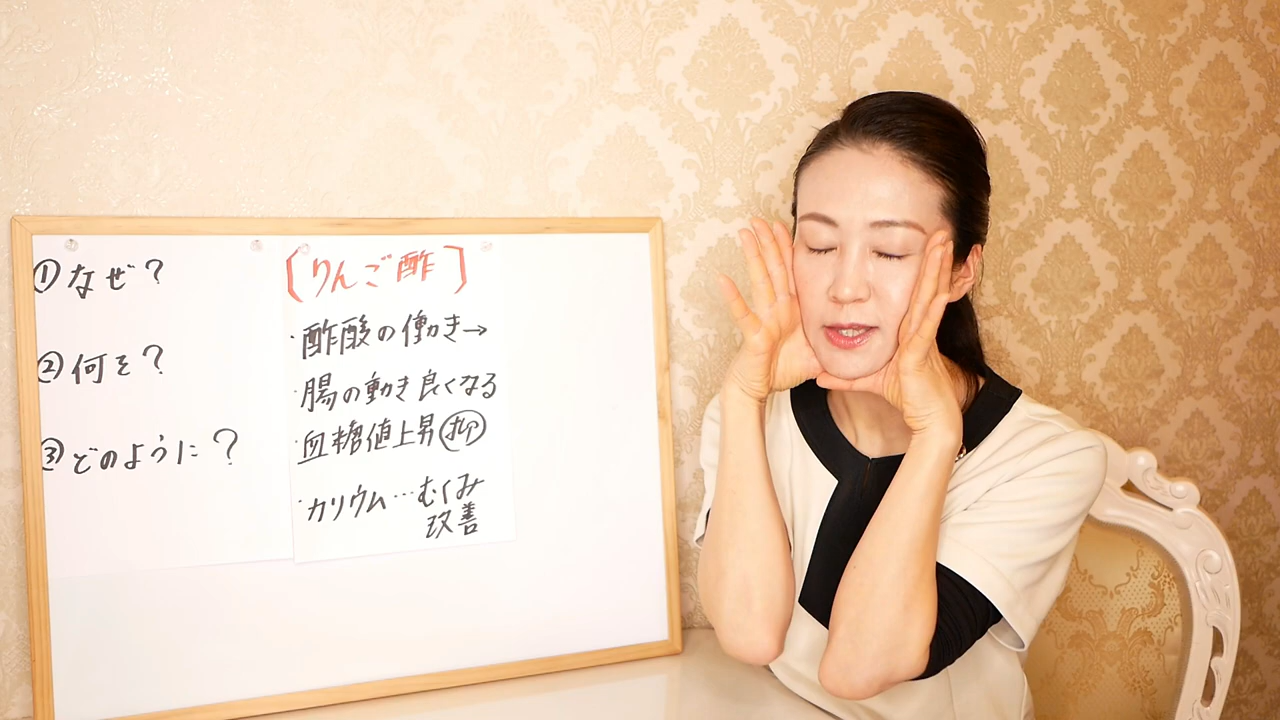 ①なぜ？
②何を？
③どのように？
〔りんご酢〕
・酢酸の働き→
・腸の動き良くなる
・血糖値上昇㊥抑
・カリウム…むくみ
改善